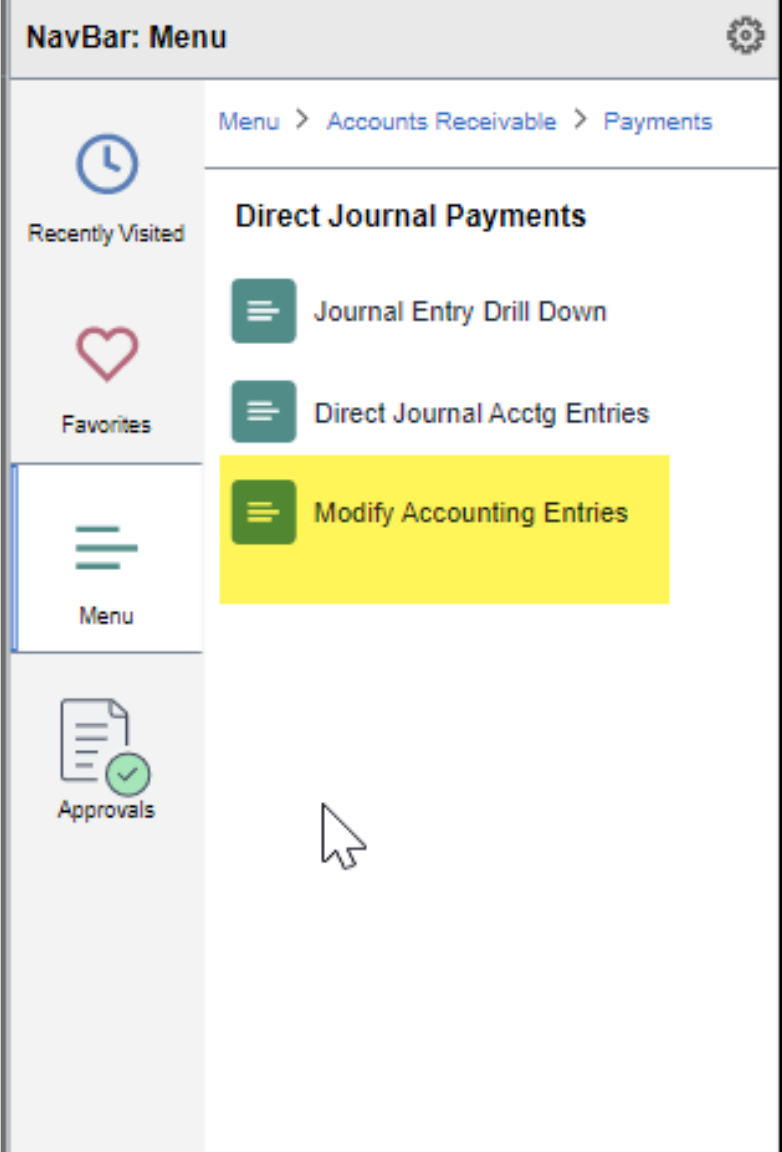 NavBar: Menu
Menu > Accounts Receivable > Payments
Recently Visited
Direct Journal Payments
Journal Entry Drill Down
Favorites
Direct Journal Acctg Entries
Modify Accounting Entries
Menu
Approvals